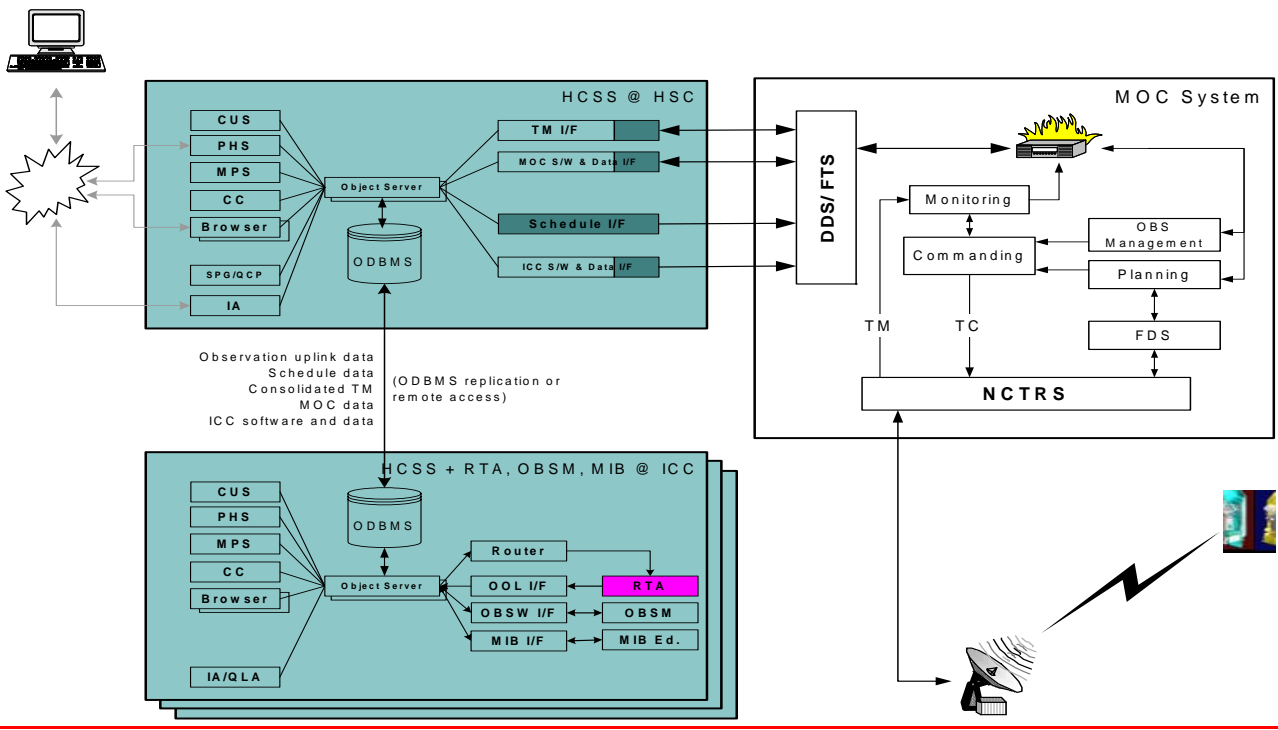 HCSS @ HSC
CUS
PHS
MPS
CC
Browser
SPG/QCP
IA
Object Server
ODBMS
TM I/F
MOC S/W & Data I/F
Schedule I/F
ICC S/W & Data I/F
MOC System
DDS/FTS
Monitoring
Commanding
OBS
Management
Planning
FDS
TM
TC
NCTRS
Observation uplink data
Schedule data
Consolidated TM
MOC data
ICC software and data
(ODBMS replication or
remote access)
HCSS + RTA, OBSM, MIB @ ICC
CUS
PHS
MPS
CC
Browser
IA/QLA
ODBMS
Object Server
Router
OOL I/F
RTA
OBSW I/F
OBSM
MIB I/F
MIB Ed.